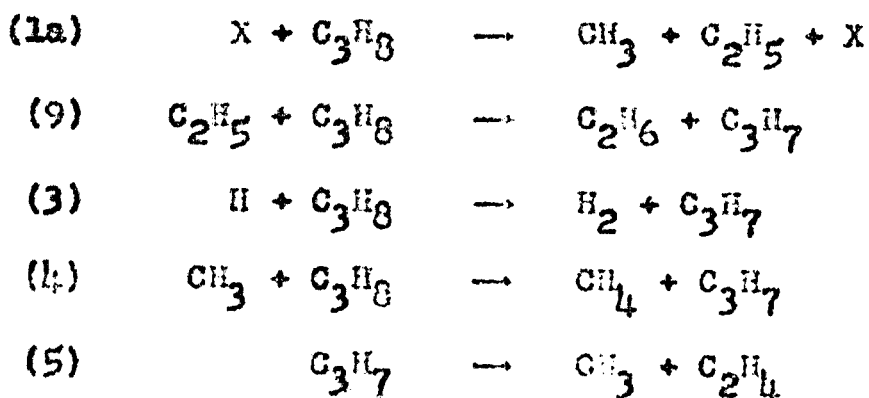 (1a) X + C3H8 → CH3 + C2H5 + X
(9) C2H5 + C3H8 → C2H6 + C3H7
(3) H + C3H8 → H2 + C3H7
(4) CH3 + C3H8 → CH4 + C3H7
(5) C3H7 → CH3 + C2H4